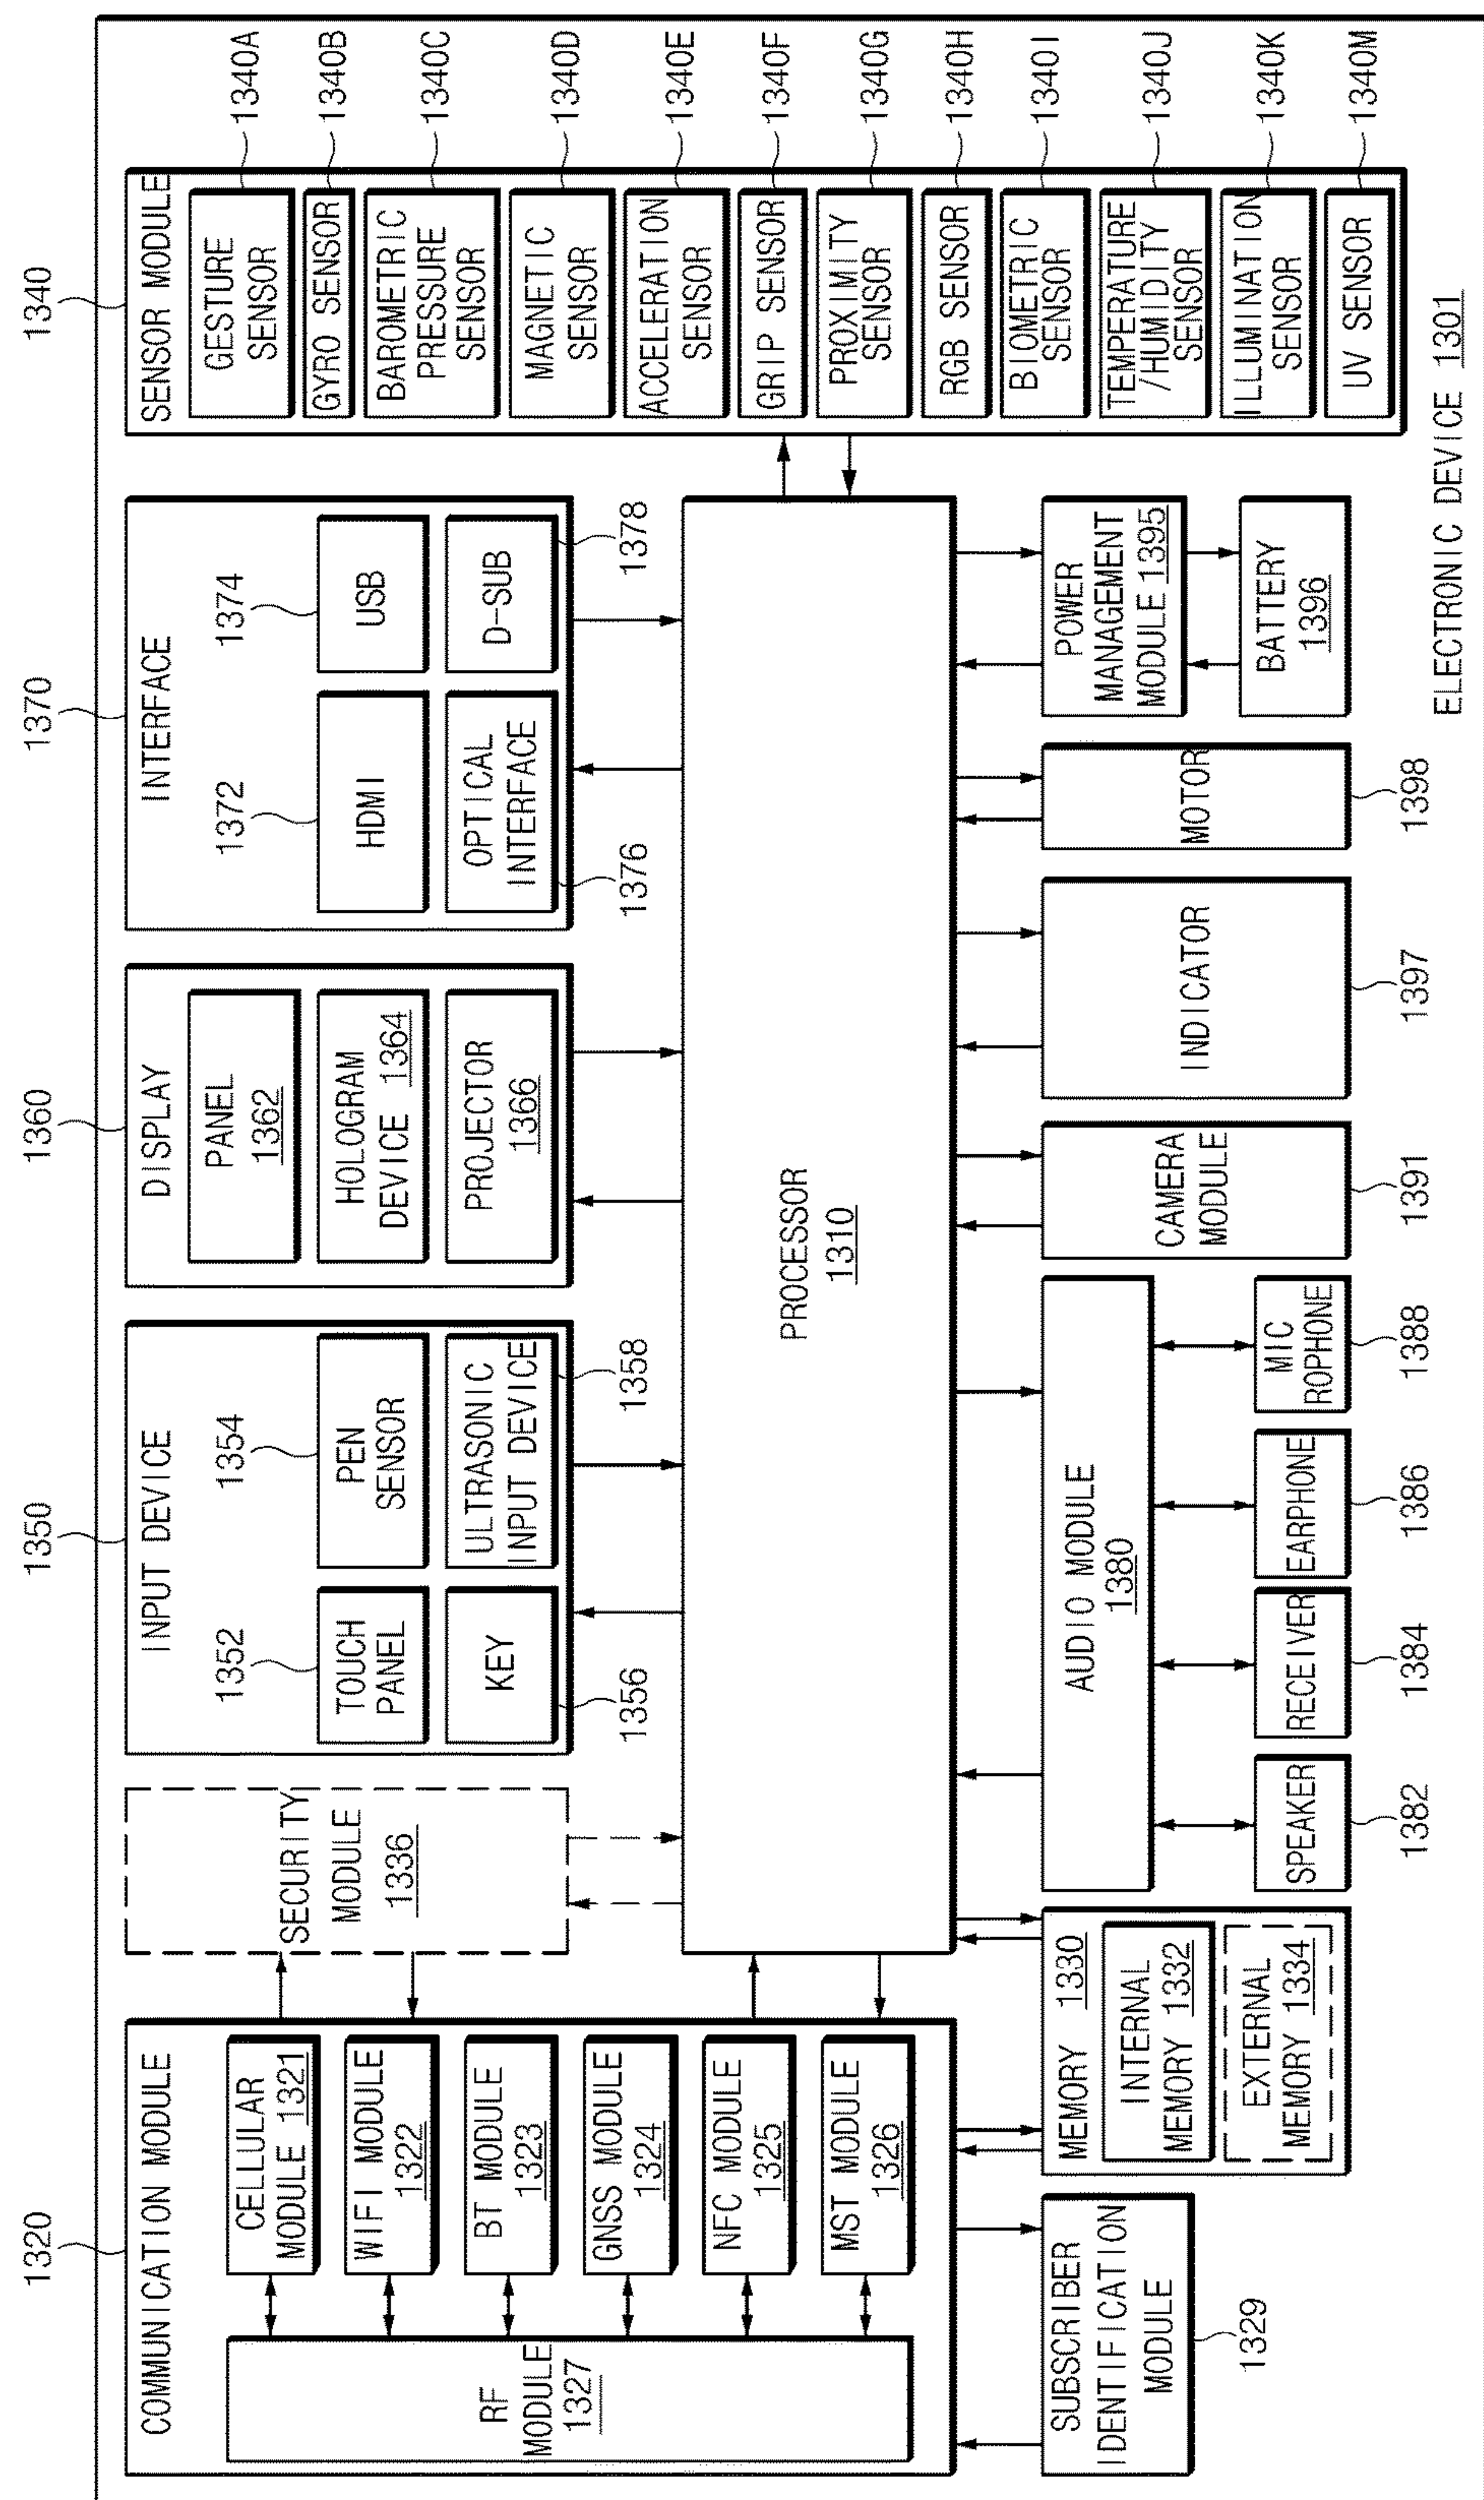 1320
COMMUNICATION MODULE
RF
MODULE
1327
CELLULAR
MODULE 1321
WIFI MODULE
1322
BT MODULE
1323
GNSS MODULE
1324
NFC MODULE
1325
MST MODULE
1326
SECURITY
MODULE
1336
1350
INPUT DEVICE
1352
TOUCH
PANEL
1354
PEN
SENSOR
KEY
1356
ULTRASONIC
INPUT DEVICE
1358
1360
DISPLAY
PANEL
1362
HOLOGRAM
DEVICE 1364
PROJECTOR
1366
1370
INTERFACE
1372
HDMI
1374
USB
OPTICAL
INTERFACE
1376
D-SUB
1378
1340
SENSOR MODULE
GESTURE
SENSOR
1340A
GYRO SENSOR
1340B
BAROMETRIC
PRESSURE
SENSOR
1340C
MAGNETIC
SENSOR
1340D
ACCELERATION
SENSOR
1340E
GRIP SENSOR
1340F
PROXIMITY
SENSOR
1340G
RGB SENSOR
1340H
BIOMETRIC
SENSOR
1340I
TEMPERATURE
/HUMIDITY
SENSOR
1340J
ILLUMINATION
SENSOR
1340K
UV SENSOR
1340M
PROCESSOR
1310
SUBSCRIBER
IDENTIFICATION
MODULE
1329
MEMORY 1330
INTERNAL
MEMORY 1332
EXTERNAL
MEMORY 1334
AUDIO MODULE
1380
SPEAKER
1382
RECEIVER
1384
EARPHONE
1386
MIC
ROPHONE
1388
CAMERA
MODULE
1391
INDICATOR
1397
MOTOR
1398
POWER
MANAGEMENT
MODULE 1395
BATTERY
1396
ELECTRONIC DEVICE 1301